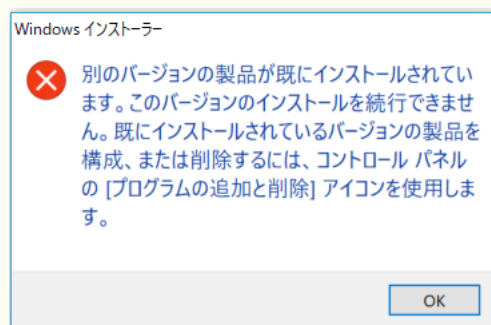 Windows インストーラー
別のバージョンの製品が既にインストールされてい
ます。このバージョンのインストールを続行できませ
ん。既にインストールされているバージョンの製品を
構成、または削除するには、コントロール パネル
の [プログラムの追加と削除] アイコンを使用しま
す。
OK